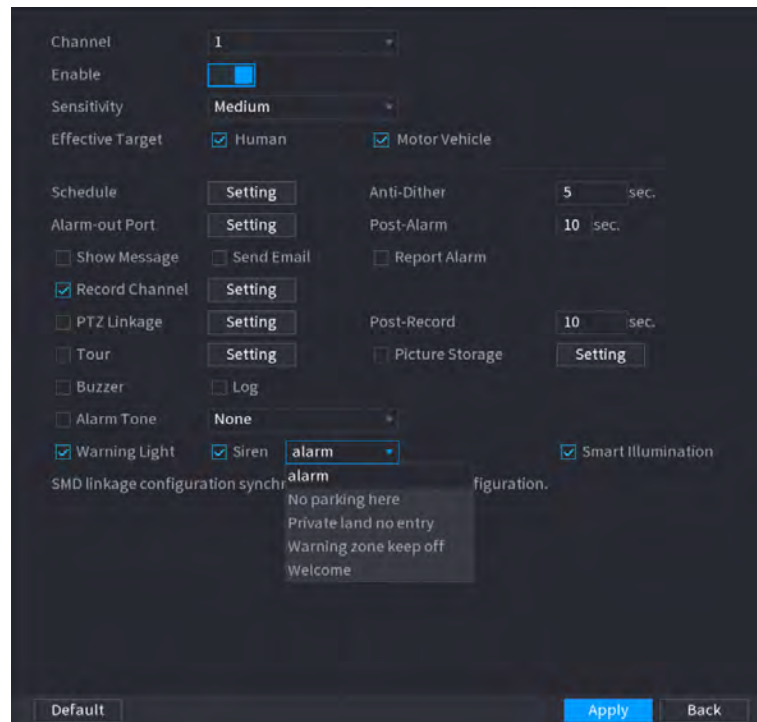 Channel 1
Enable
Sensitivity Medium
Effective Target Human Motor Vehicle
Schedule Setting Anti-Dither 5 sec.
Alarm-out Port Setting Post-Alarm 10 sec.
Show Message Send Email Report Alarm
Record Channel Setting
PTZ Linkage Setting Post-Record 10 sec.
Tour Setting Picture Storage Setting
Buzzer Log
Alarm Tone None
Warning Light Siren alarm Smart Illumination
alarm
SMD linkage configuration synchr figuration.
No parking here
Private land no entry
Warning zone keep off
Welcome
Default Apply Back